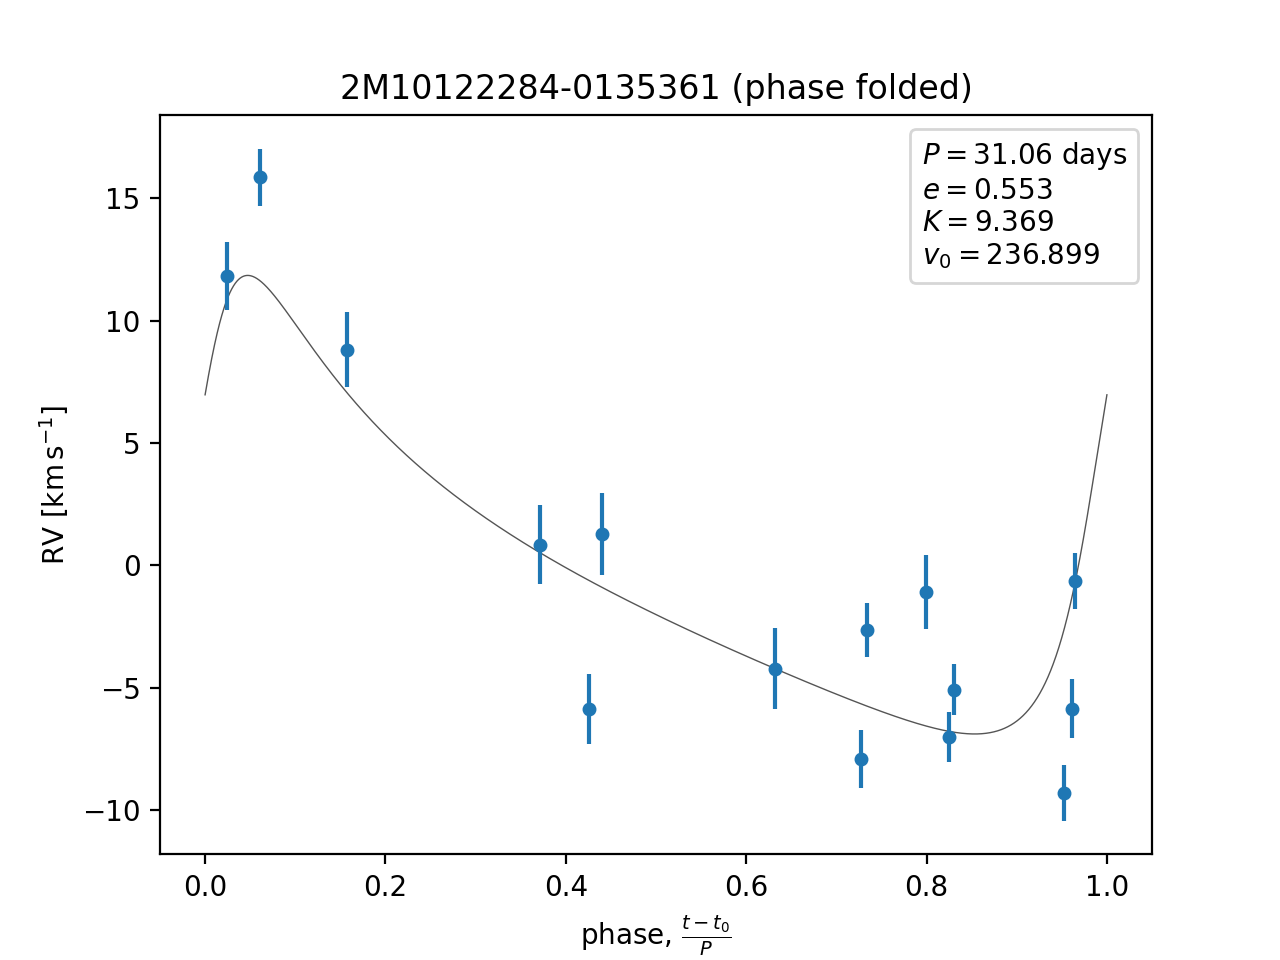 2M10122284-0135361 (phase folded)
P = 31.06 days
e = 0.553
K = 9.369
v₀ = 236.899
15
10
5
0
−5
−10
RV [km s⁻¹]
0.0 0.2 0.4 0.6 0.8 1.0
phase, (t − t₀)/P